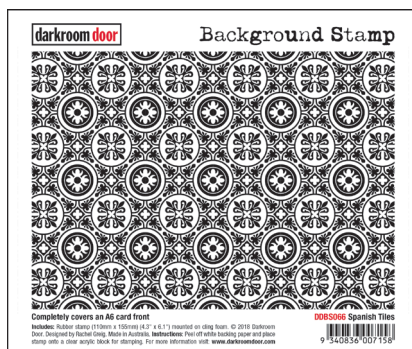 darkroom door
Background Stamp
Completely covers an A6 card front
DDBS066 Spanish Tiles
Includes: Rubber stamp (110mm x 155mm) (4.3" x 6.1") mounted on cling foam. © 2016 Darkroom
Door. Designed by Rachel Greig. Made in Australia. Instructions: Peel off white backing paper and place
stamp onto a clear acrylic block for stamping. For more information visit: www.darkroomdoor.com
9 340836 007158